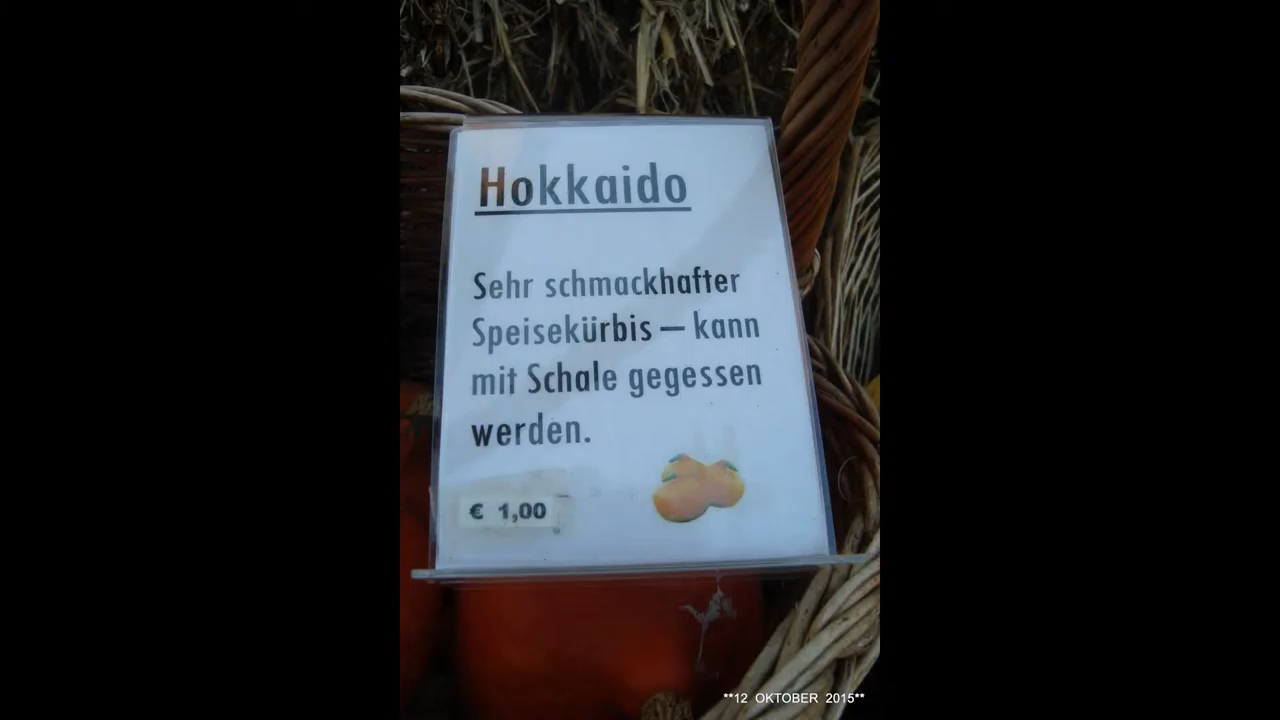 Hokkaido
Sehr schmackhafter
Speisekürbis – kann
mit Schale gegessen
werden.
€ 1,00
**12 OKTOBER 2015**